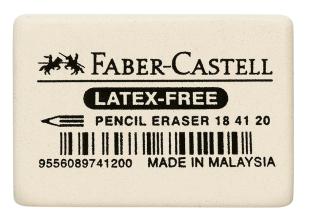 FABER-CASTELL
LATEX-FREE
PENCIL ERASER 18 41 20
9556089741200 MADE IN MALAYSIA